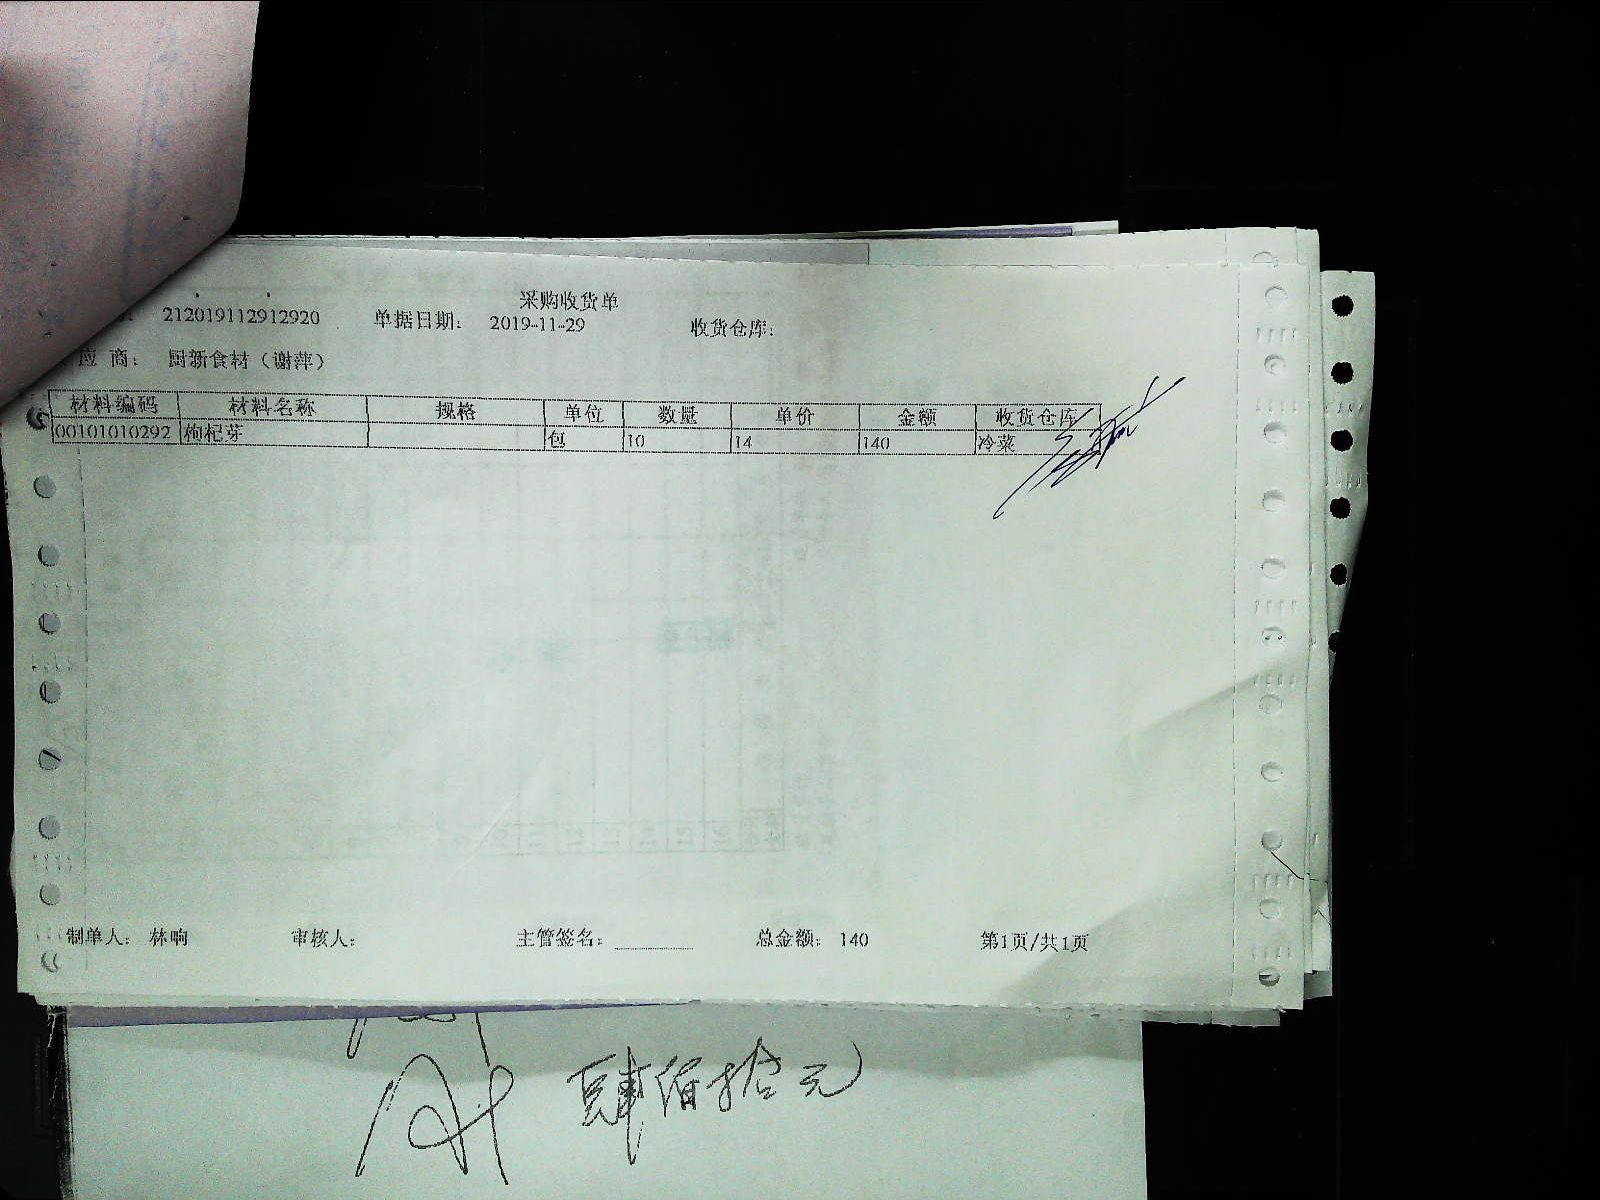 采购收货单
212019112912920 单据日期: 2019-11-29 收货仓库:
应 商: 厨新食材（谢萍）
材料编码 材料名称 规格 单位 数量 单价 金额 收货仓库
00101010292 枸杞芽 包 10 14 140 冷菜
制单人: 林响 审核人: 主管签名: 总金额: 140 第1页/共1页
肆佰拾元